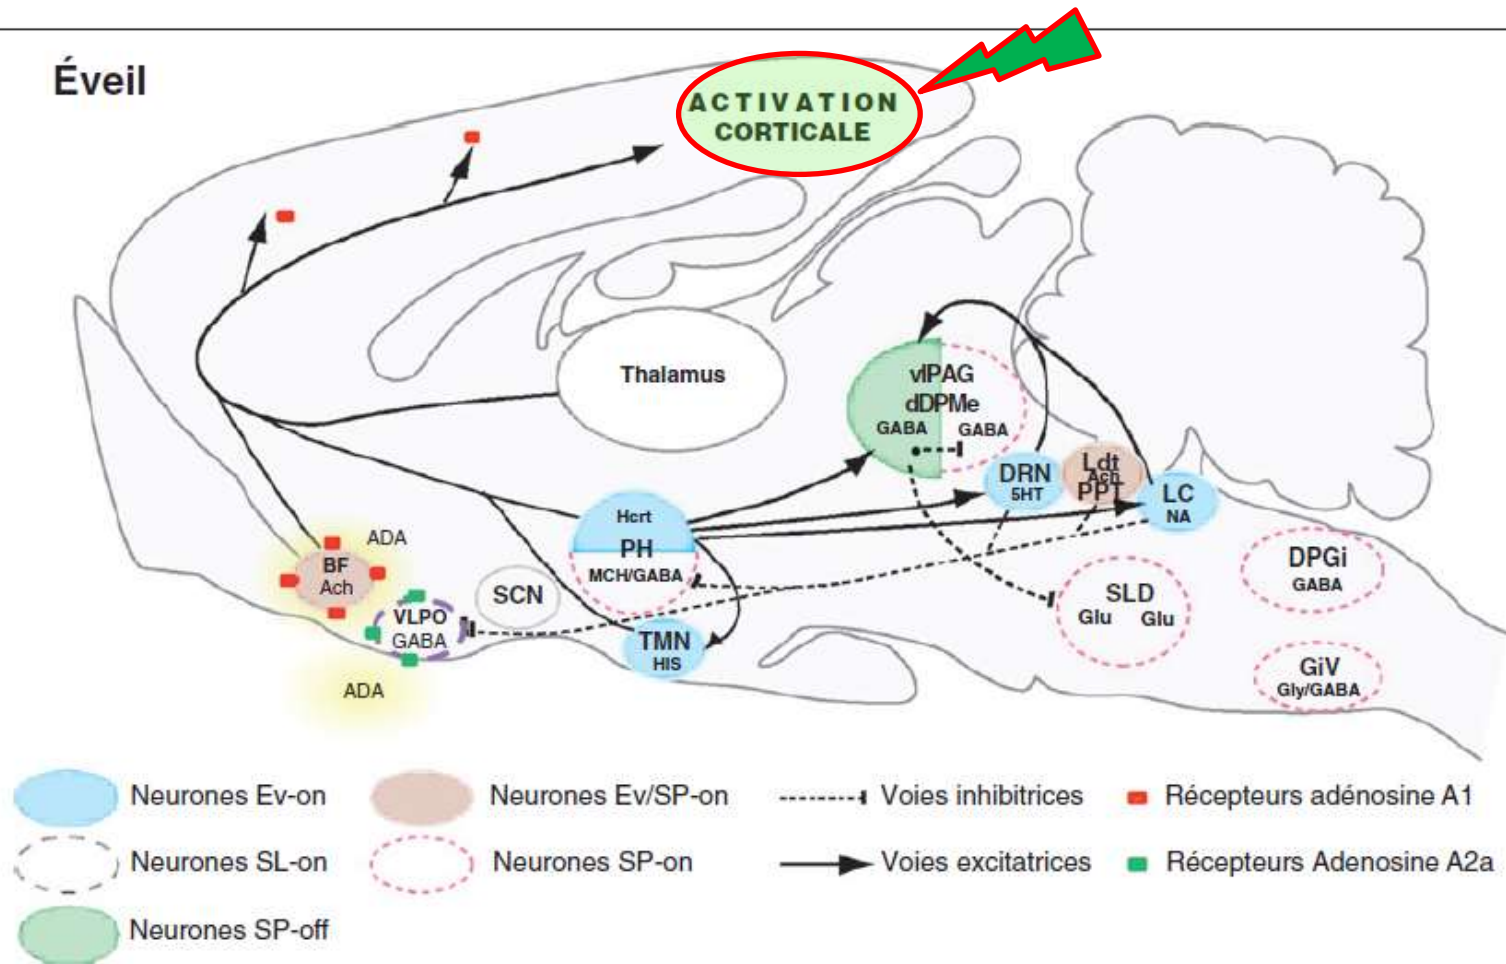 Éveil
ACTIVATION
CORTICALE
Thalamus
vlPAG
dDPMe
GABA
GABA
DRN
5HT
Ldt
Ach
PPT
LC
NA
Hcrt
PH
MCH/GABA
ADA
BF
Ach
SCN
VLPO
GABA
TMN
HIS
ADA
SLD
Glu Glu
DPGi
GABA
GiV
Gly/GABA
Neurones Ev-on
Neurones Ev/SP-on
Voies inhibitrices
Récepteurs adénosine A1
Neurones SL-on
Neurones SP-on
Voies excitatrices
Récepteurs Adenosine A2a
Neurones SP-off